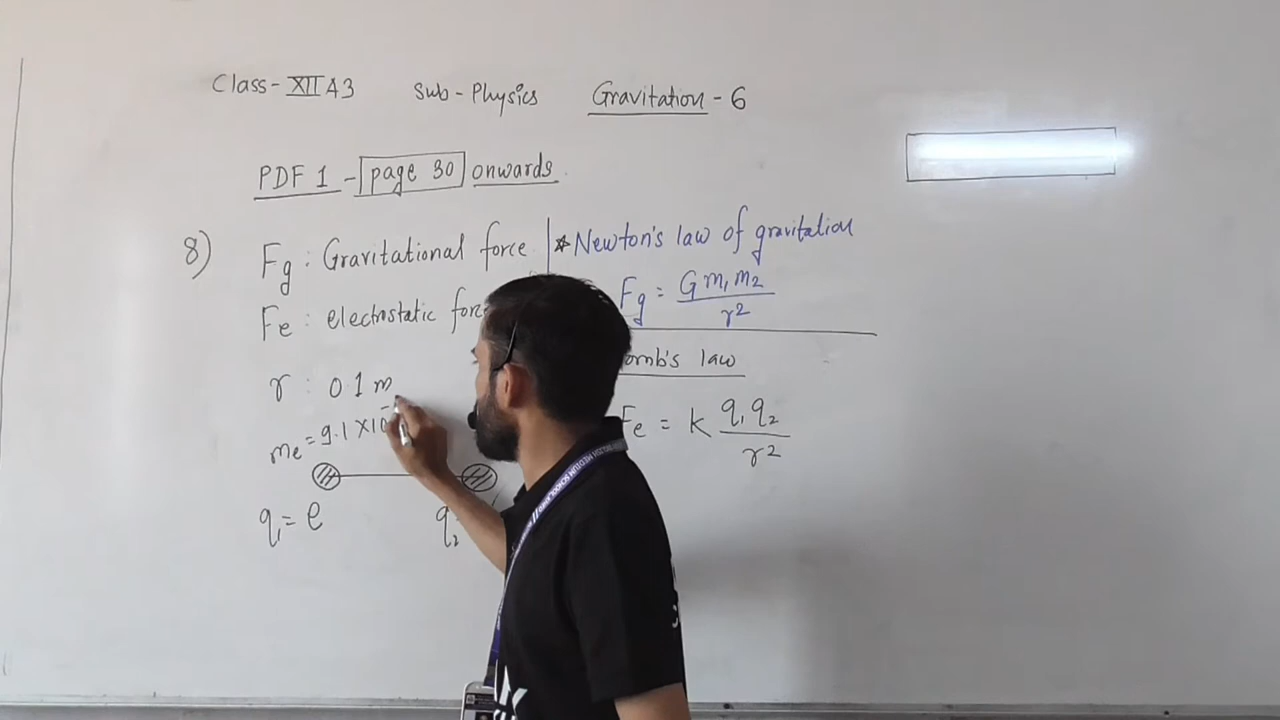 Class - XII A3 Sub - Physics Gravitation - 6
PDF 1 - page 30 onwards
8) Fg : Gravitational force
Fe : electrostatic
r : 0.1 m
me = 9.1 × 10
q1 = e
q2
* Newton's law of gravitation
Fg = G m1 m2 / r2
law
Fe = k q1 q2 / r2